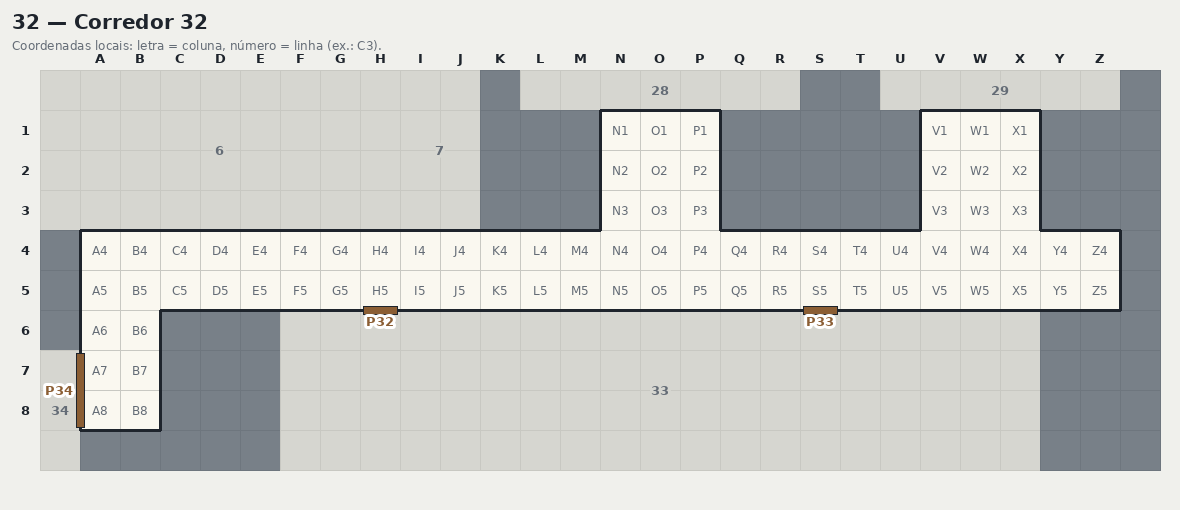 32 — Corredor 32
Coordenadas locais: letra = coluna, número = linha (ex.: C3).
A B C D E F G H I J K L M N O P Q R S T U V W X Y Z
28 29
1 N1 O1 P1 V1 W1 X1
6 7
2 N2 O2 P2 V2 W2 X2
3 N3 O3 P3 V3 W3 X3
4 A4 B4 C4 D4 E4 F4 G4 H4 I4 J4 K4 L4 M4 N4 O4 P4 Q4 R4 S4 T4 U4 V4 W4 X4 Y4 Z4
5 A5 B5 C5 D5 E5 F5 G5 H5 I5 J5 K5 L5 M5 N5 O5 P5 Q5 R5 S5 T5 U5 V5 W5 X5 Y5 Z5
P32 P33
6 A6 B6
7 A7 B7
P34 33
8 34 A8 B8